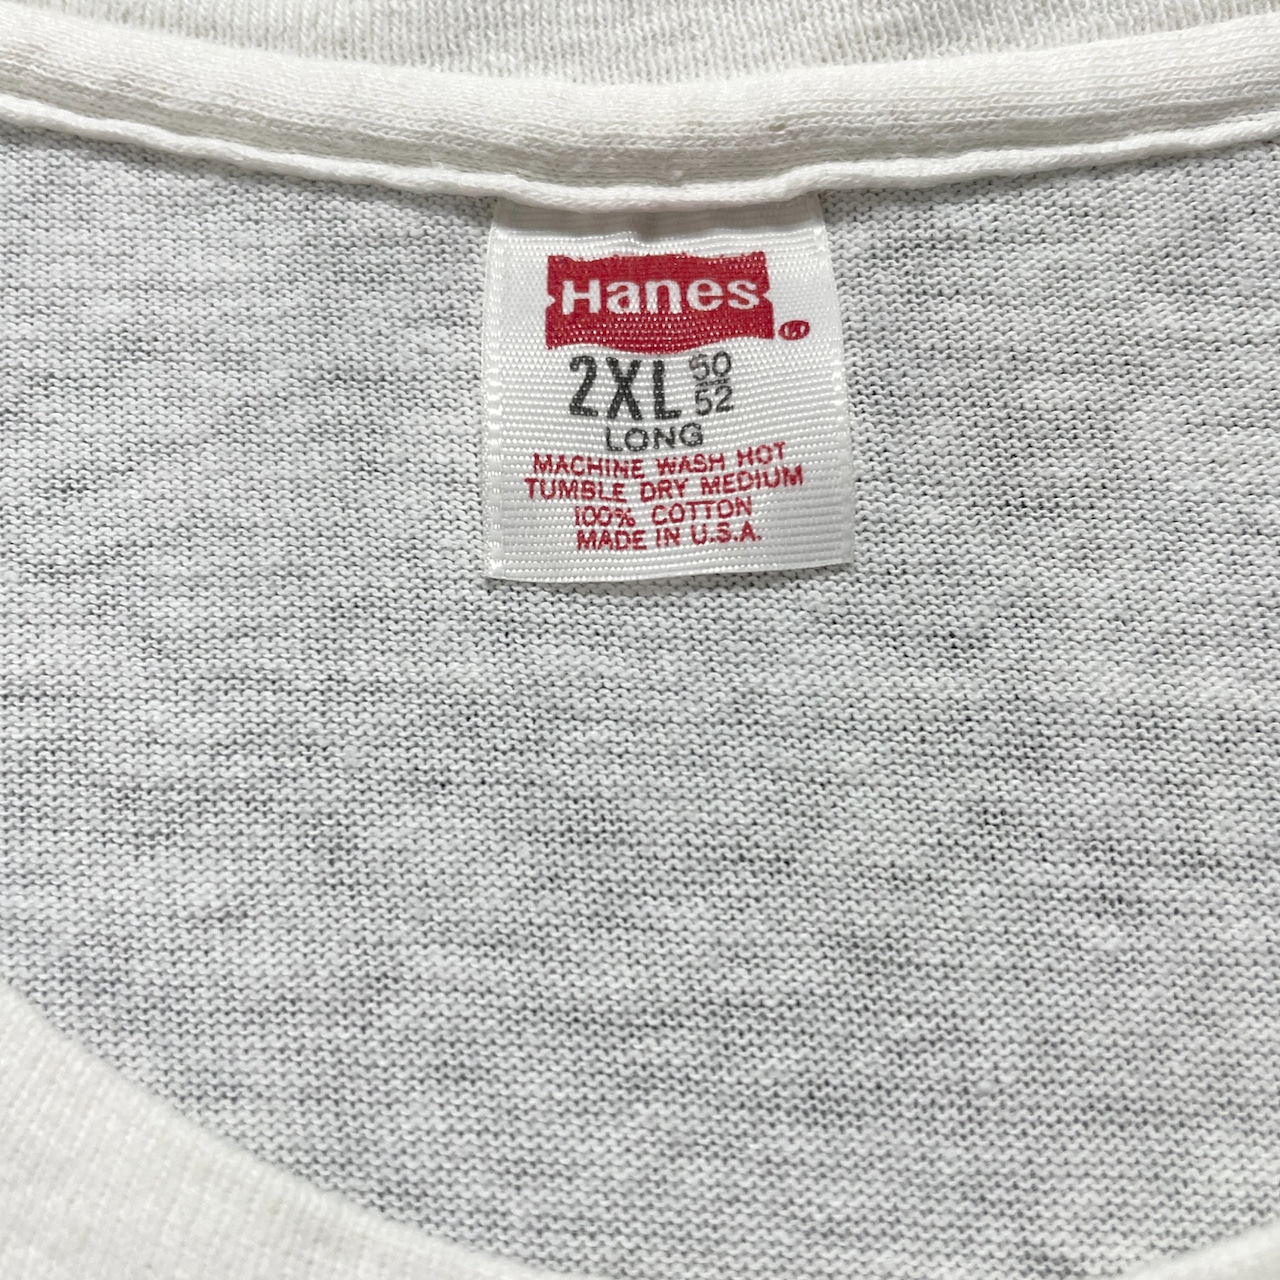 Hanes
2XL 50
52
LONG
MACHINE WASH HOT
TUMBLE DRY MEDIUM
100% COTTON
MADE IN U.S.A.